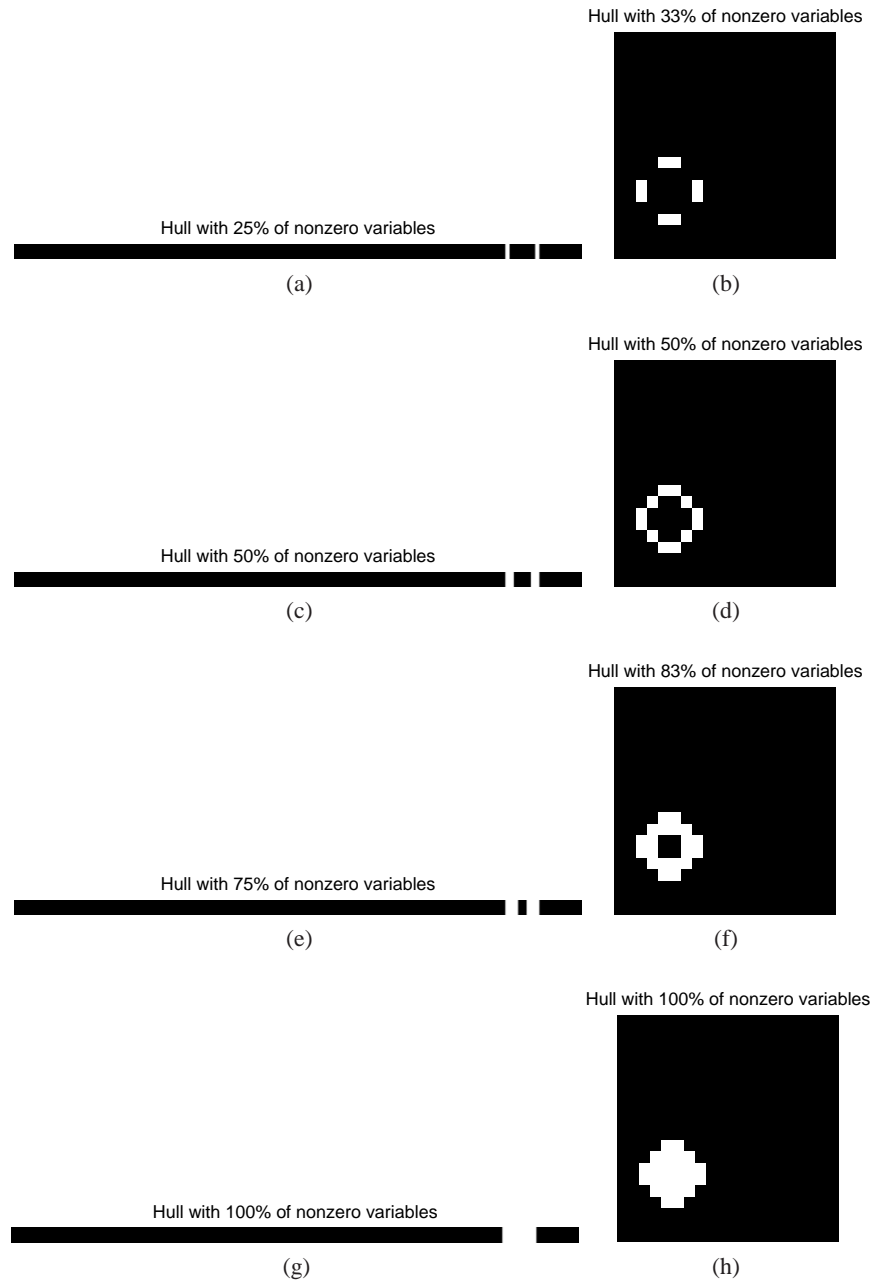 Hull with 33% of nonzero variables
Hull with 25% of nonzero variables
(a)
(b)
Hull with 50% of nonzero variables
Hull with 50% of nonzero variables
(c)
(d)
Hull with 83% of nonzero variables
Hull with 75% of nonzero variables
(e)
(f)
Hull with 100% of nonzero variables
Hull with 100% of nonzero variables
(g)
(h)